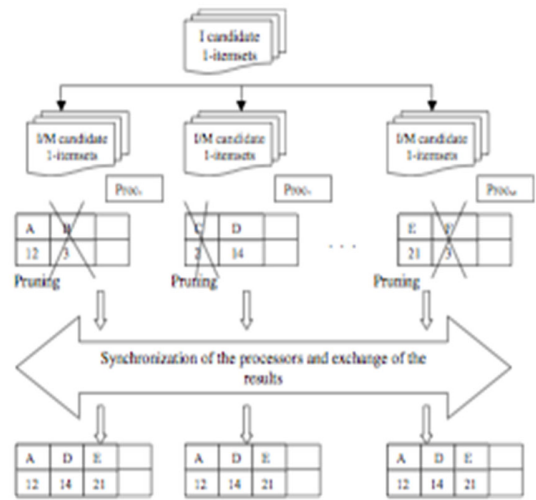 I candidate
1-itemsets
I/M candidate
1-itemsets
I/M candidate
1-itemsets
I/M candidate
1-itemsets
A
D
E
12
3
2
14
21
3
Pruning
Pruning
Pruning
. . .
Synchronization of the processors and exchange of the
results
A D E
A D E
A D E
12 14 21
12 14 21
12 14 21